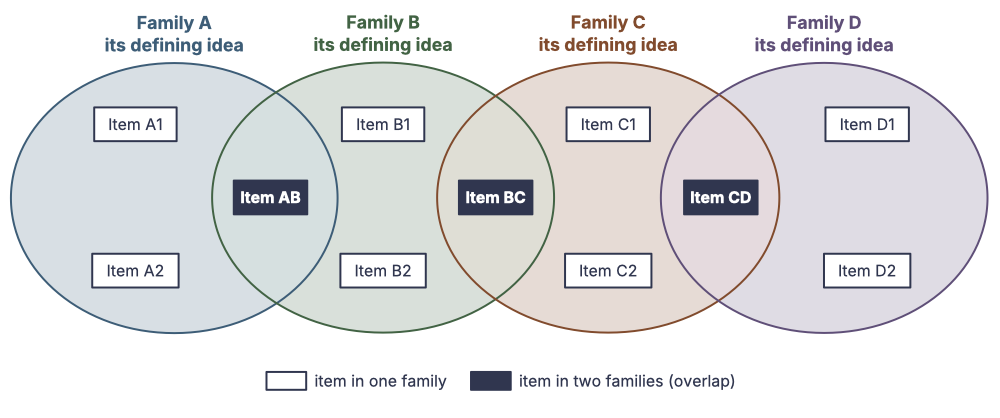 Family A
its defining idea
Family B
its defining idea
Family C
its defining idea
Family D
its defining idea
Item A1
Item B1
Item C1
Item D1
Item AB
Item BC
Item CD
Item A2
Item B2
Item C2
Item D2
item in one family
item in two families (overlap)